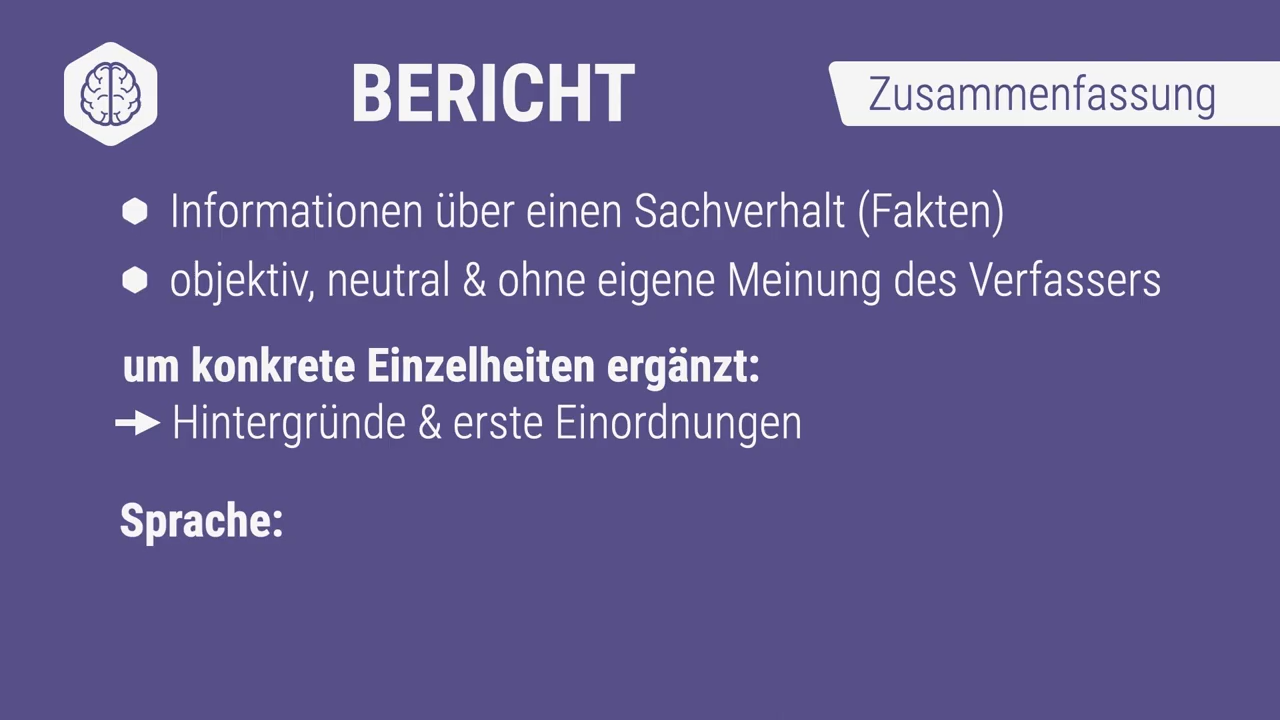 BERICHT
Zusammenfassung
Informationen über einen Sachverhalt (Fakten)
objektiv, neutral & ohne eigene Meinung des Verfassers
um konkrete Einzelheiten ergänzt:
Hintergründe & erste Einordnungen
Sprache: